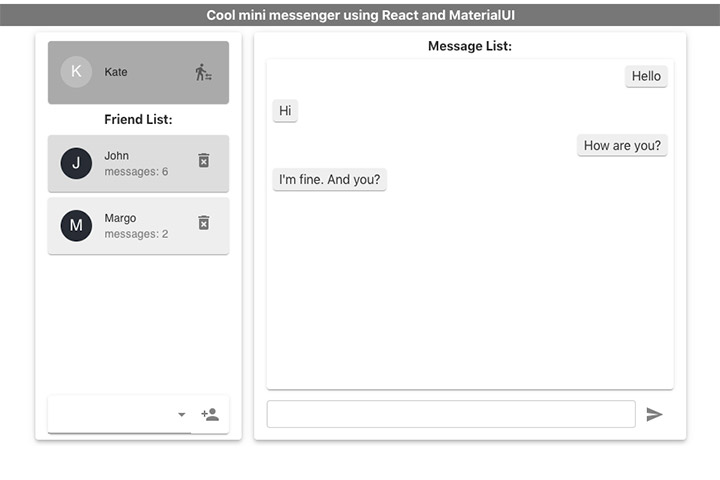 Cool mini messenger using React and MaterialUI
K
Kate
Friend List:
J
John
messages: 6
M
Margo
messages: 2
Message List:
Hello
Hi
How are you?
I'm fine. And you?